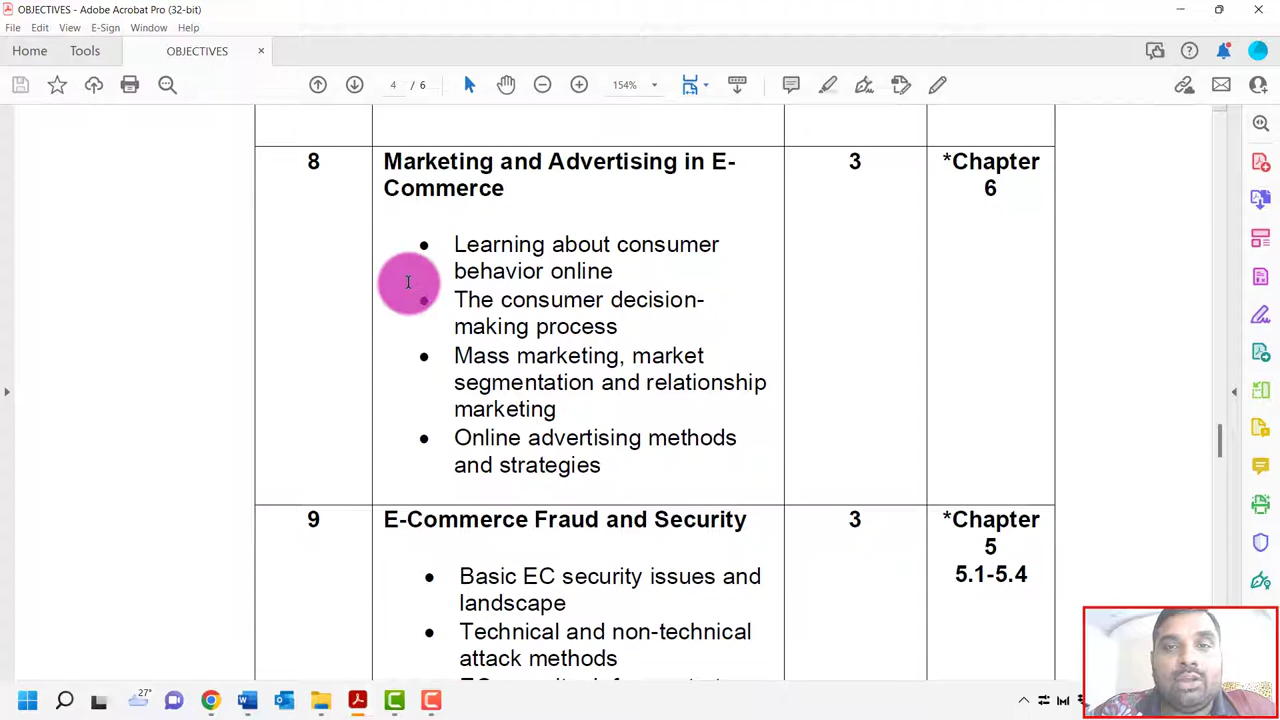 OBJECTIVES - Adobe Acrobat Pro (32-bit)
File Edit View E-Sign Window Help
Home Tools OBJECTIVES ×
4 / 6 154%
8 Marketing and Advertising in E- 3 *Chapter
Commerce 6
• Learning about consumer
behavior online
• The consumer decision-
making process
• Mass marketing, market
segmentation and relationship
marketing
• Online advertising methods
and strategies
9 E-Commerce Fraud and Security 3 *Chapter
5
• Basic EC security issues and 5.1-5.4
landscape
• Technical and non-technical
attack methods
27°